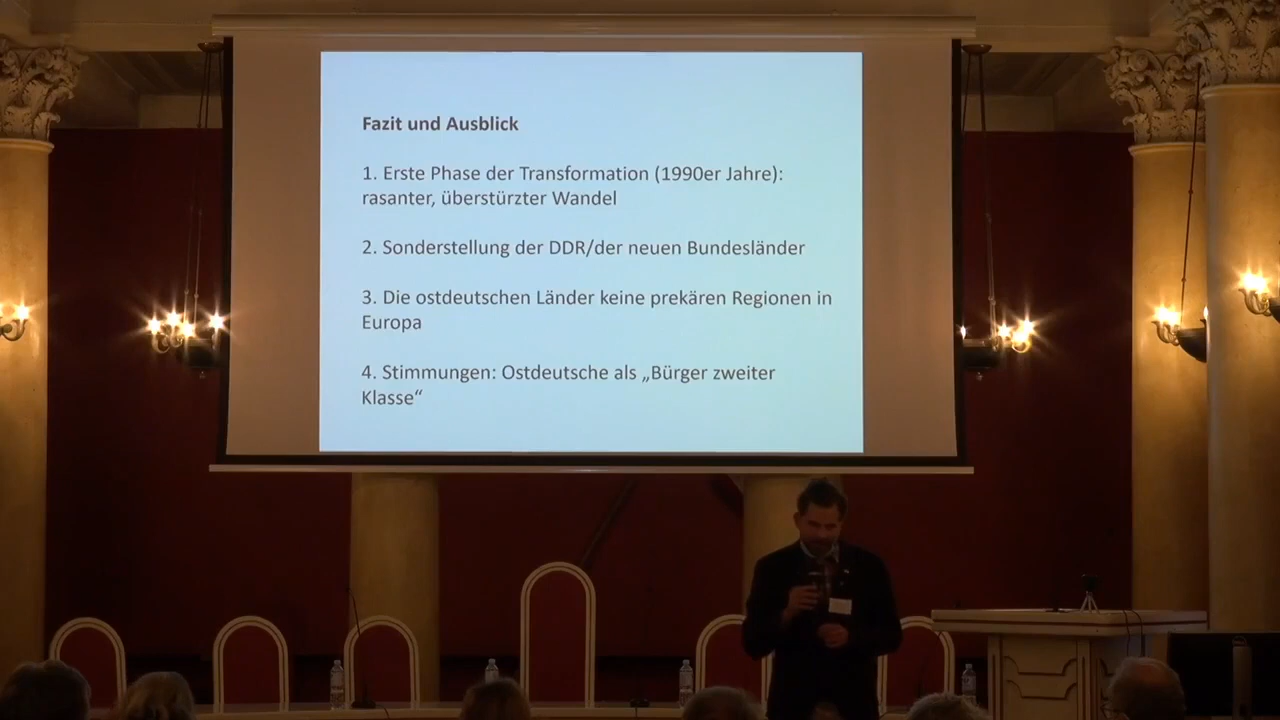 Fazit und Ausblick
1. Erste Phase der Transformation (1990er Jahre):
rasanter, überstürzter Wandel
2. Sonderstellung der DDR/der neuen Bundesländer
3. Die ostdeutschen Länder keine prekären Regionen in
Europa
4. Stimmungen: Ostdeutsche als „Bürger zweiter
Klasse“